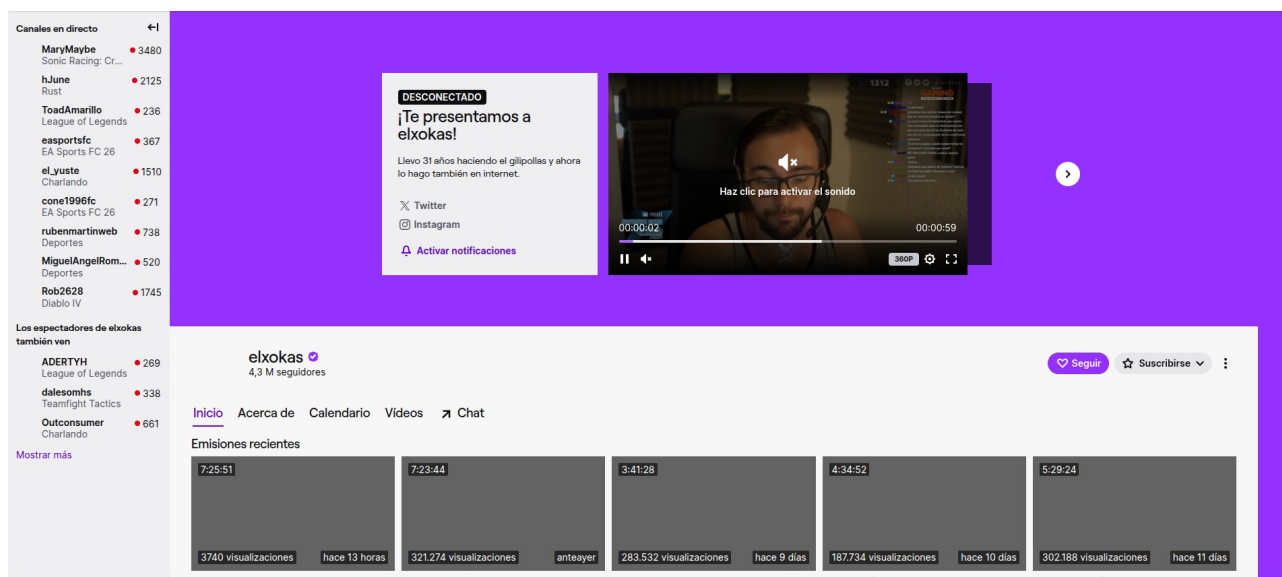 Canales en directo
MaryMaybe 3480
Sonic Racing: Cr...
hJune 2125
Rust
ToadAmarillo 236
League of Legends
easportsfc 367
EA Sports FC 26
el_yuste 1510
Charlando
cone1996fc 271
EA Sports FC 26
rubenmartinweb 738
Deportes
MiguelAngelRom... 520
Deportes
Rob2628 1745
Diablo IV
Los espectadores de elxokas
también ven
ADERTYH 269
League of Legends
dalesomhs 338
Teamfight Tactics
Outconsumer 661
Charlando
Mostrar más
DESCONECTADO
¡Te presentamos a
elxokas!
Llevo 31 años haciendo el gilipollas y ahora
lo hago también en internet.
Twitter
Instagram
Activar notificaciones
1312
GAMING
Haz clic para activar el sonido
00:00:02 00:00:59
360P
elxokas
4,3 M seguidores
Seguir Suscribirse
Inicio Acerca de Calendario Vídeos Chat
Emisiones recientes
7:25:51 7:23:44 3:41:28 4:34:52 5:29:24
3740 visualizaciones hace 13 horas 321.274 visualizaciones anteayer 283.532 visualizaciones hace 9 días 187.734 visualizaciones hace 10 días 302.188 visualizaciones hace 11 días